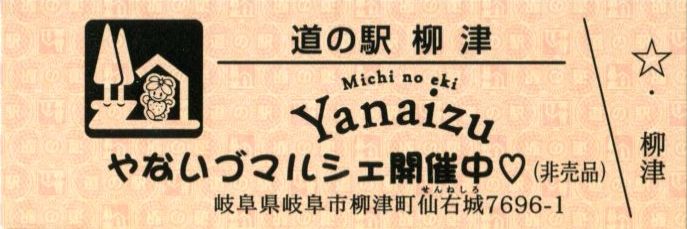 道の駅 柳津
Michi no eki
Yanaizu
やないづマルシェ開催中♡(非売品)
せんねしろ
岐阜県岐阜市柳津町仙右城7696-1
☆・柳津